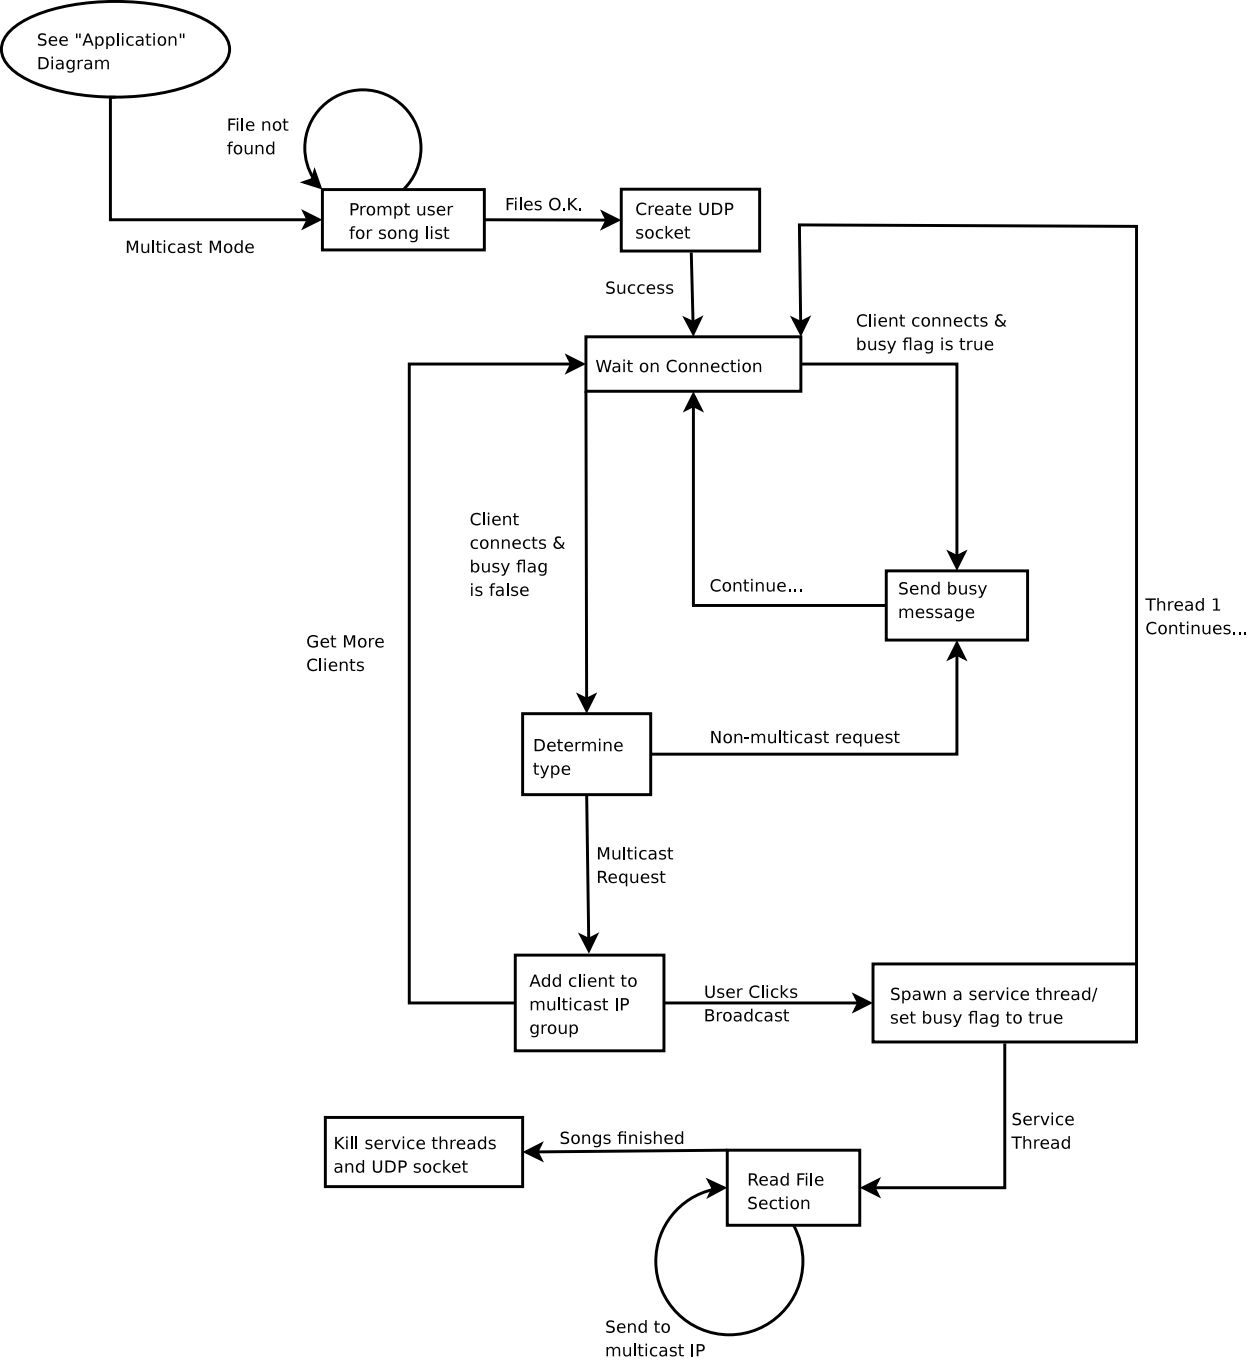 See "Application"
Diagram
File not
found
Multicast Mode
Prompt user
for song list
Files O.K.
Create UDP
socket
Success
Wait on Connection
Client connects &
busy flag is true
Client
connects &
busy flag
is false
Continue...
Send busy
message
Thread 1
Continues...
Get More
Clients
Determine
type
Non-multicast request
Multicast
Request
Add client to
multicast IP
group
User Clicks
Broadcast
Spawn a service thread/
set busy flag to true
Service
Thread
Kill service threads
and UDP socket
Songs finished
Read File
Section
Send to
multicast IP